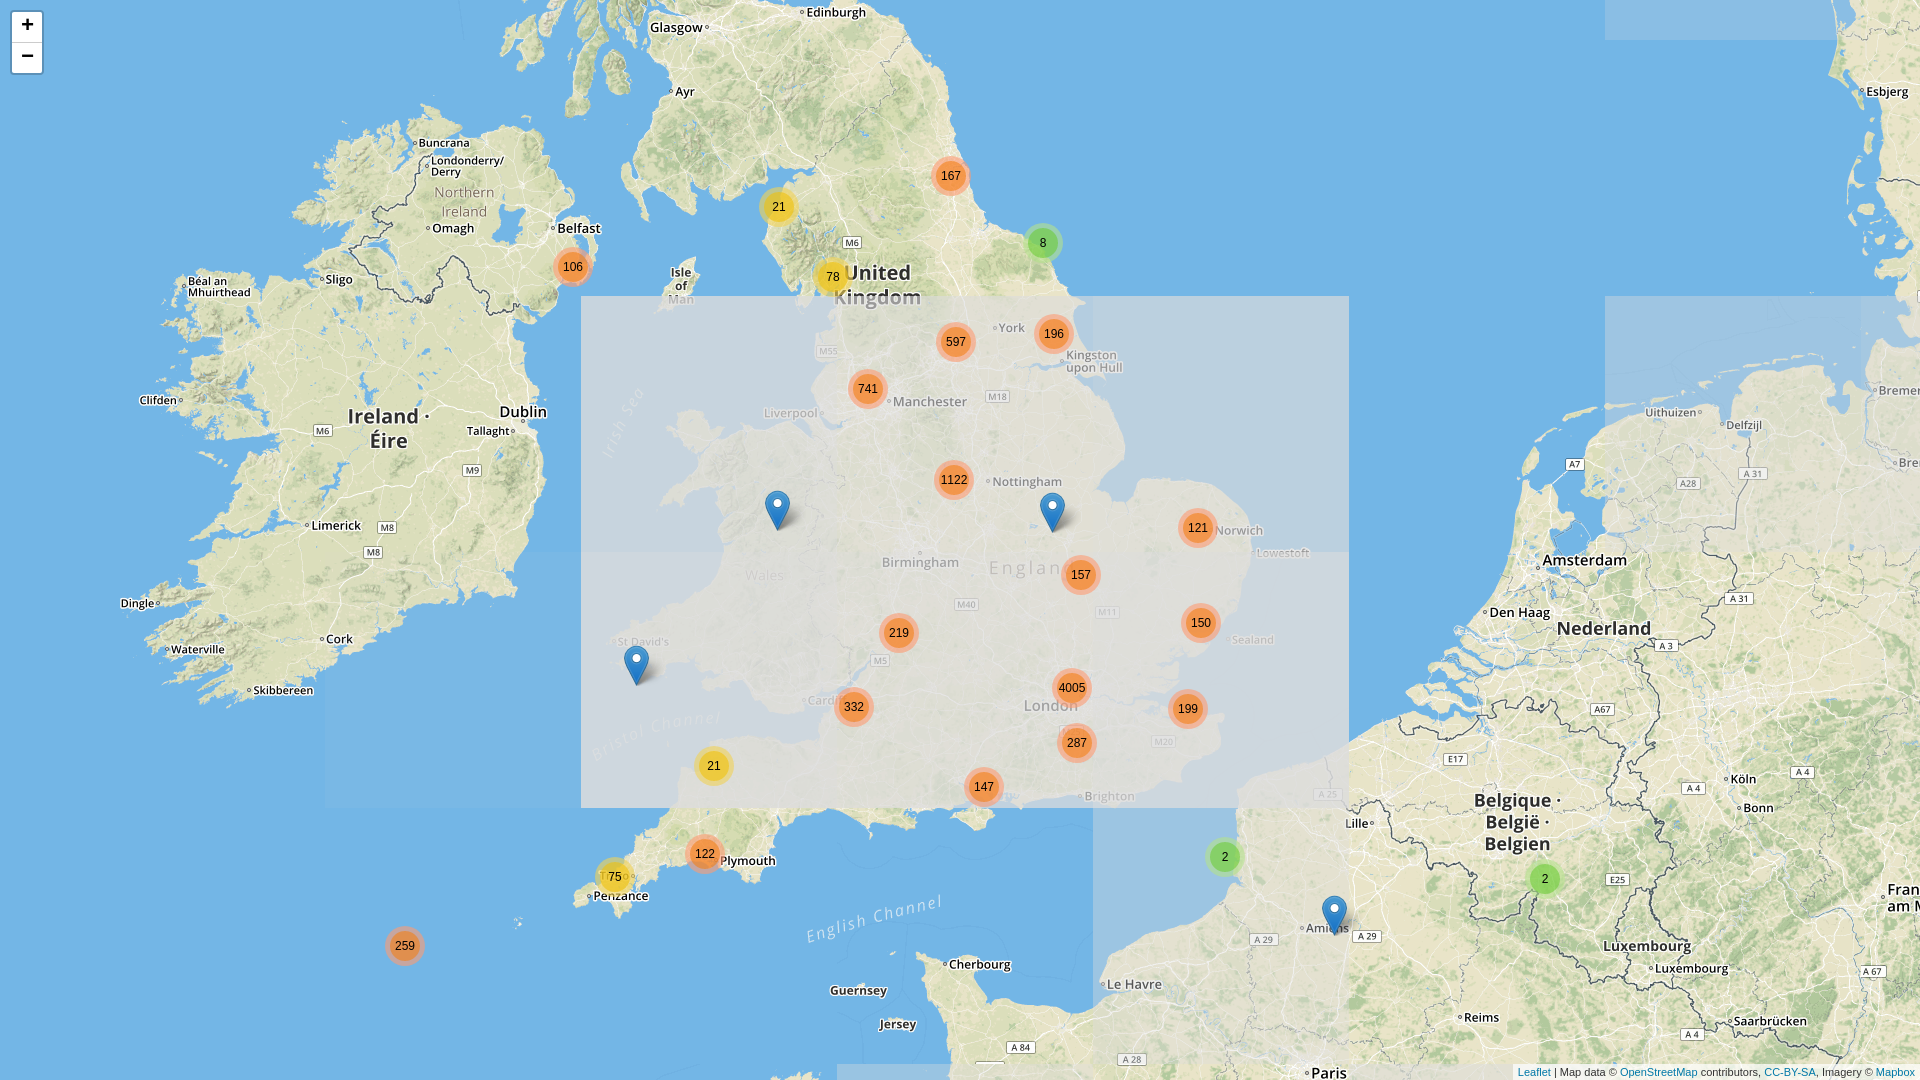 +
−
Glasgow
Edinburgh
Ayr
Esbjerg
Buncrana
Londonderry/
Derry
Northern
Ireland
Omagh
Belfast
167
21
8
M6
106
78
United
Kingdom
Isle
of
Man
Sligo
Béal an
Mhuirthead
York
196
597
M55
Kingston
upon Hull
741
Manchester
M18
Liverpool
Irish Sea
Clifden
Ireland ·
Éire
Dublin
Tallaght
M6
M9
Uithuizen
Delfzijl
Bremer
A7
A 31
A28
Bre
1122
Nottingham
Limerick
M8
M8
121
Norwich
Lowestoft
Birmingham
Englan
157
Wales
Amsterdam
M40
M11
A 31
Dingle
Den Haag
Nederland
219
150
Sealand
St David's
Cork
Waterville
M5
A 3
Skibbereen
4005
London
Cardiff
332
199
A67
Bristol Channel
287
M20
E17
21
147
Brighton
A 25
Köln
A 4
A 4
Bonn
Belgique ·
België ·
Belgien
Lille
122
Plymouth
2
75
Penzance
2
E25
Fran
am M
English Channel
259
Amiens
A 29
A 29
Luxembourg
Luxembourg
A 67
Cherbourg
Le Havre
Guernsey
Jersey
Reims
Saarbrücken
A 84
A 28
A 4
Paris
Leaflet | Map data © OpenStreetMap contributors, CC-BY-SA, Imagery © Mapbox